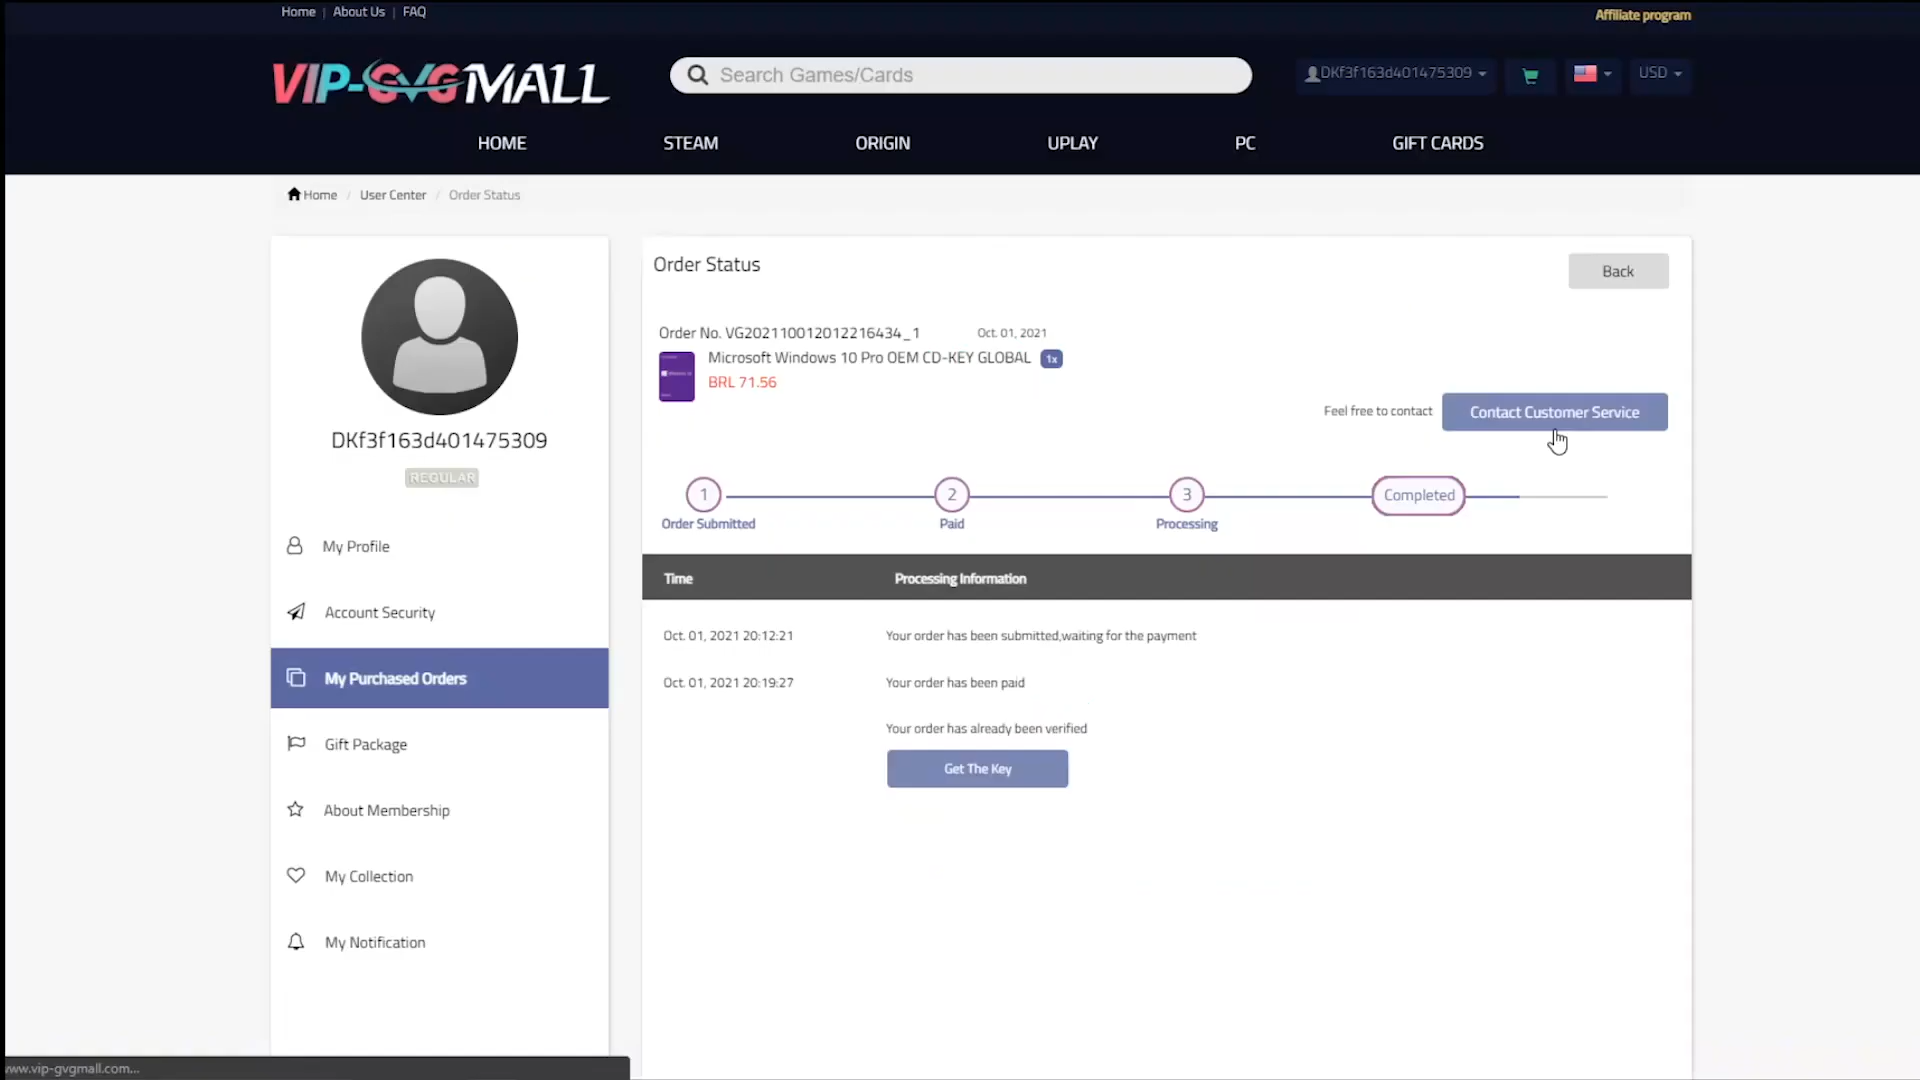 Home | About Us | FAQ
Affiliate program
VIP-GVGMALL
Search Games/Cards
DKf3f163d401475309
USD
HOME
STEAM
ORIGIN
UPLAY
PC
GIFT CARDS
Home / User Center / Order Status
DKf3f163d401475309
REGULAR
My Profile
Account Security
My Purchased Orders
Gift Package
About Membership
My Collection
My Notification
Order Status
Back
Order No. VG202110012012216434_1
Oct. 01, 2021
Microsoft Windows 10 Pro OEM CD-KEY GLOBAL
1x
BRL 71.56
Feel free to contact
Contact Customer Service
1
2
3
Completed
Order Submitted
Paid
Processing
Time
Processing Information
Oct. 01, 2021 20:12:21
Your order has been submitted,waiting for the payment
Oct. 01, 2021 20:19:27
Your order has been paid
Your order has already been verified
Get The Key
www.vip-gvgmall.com...